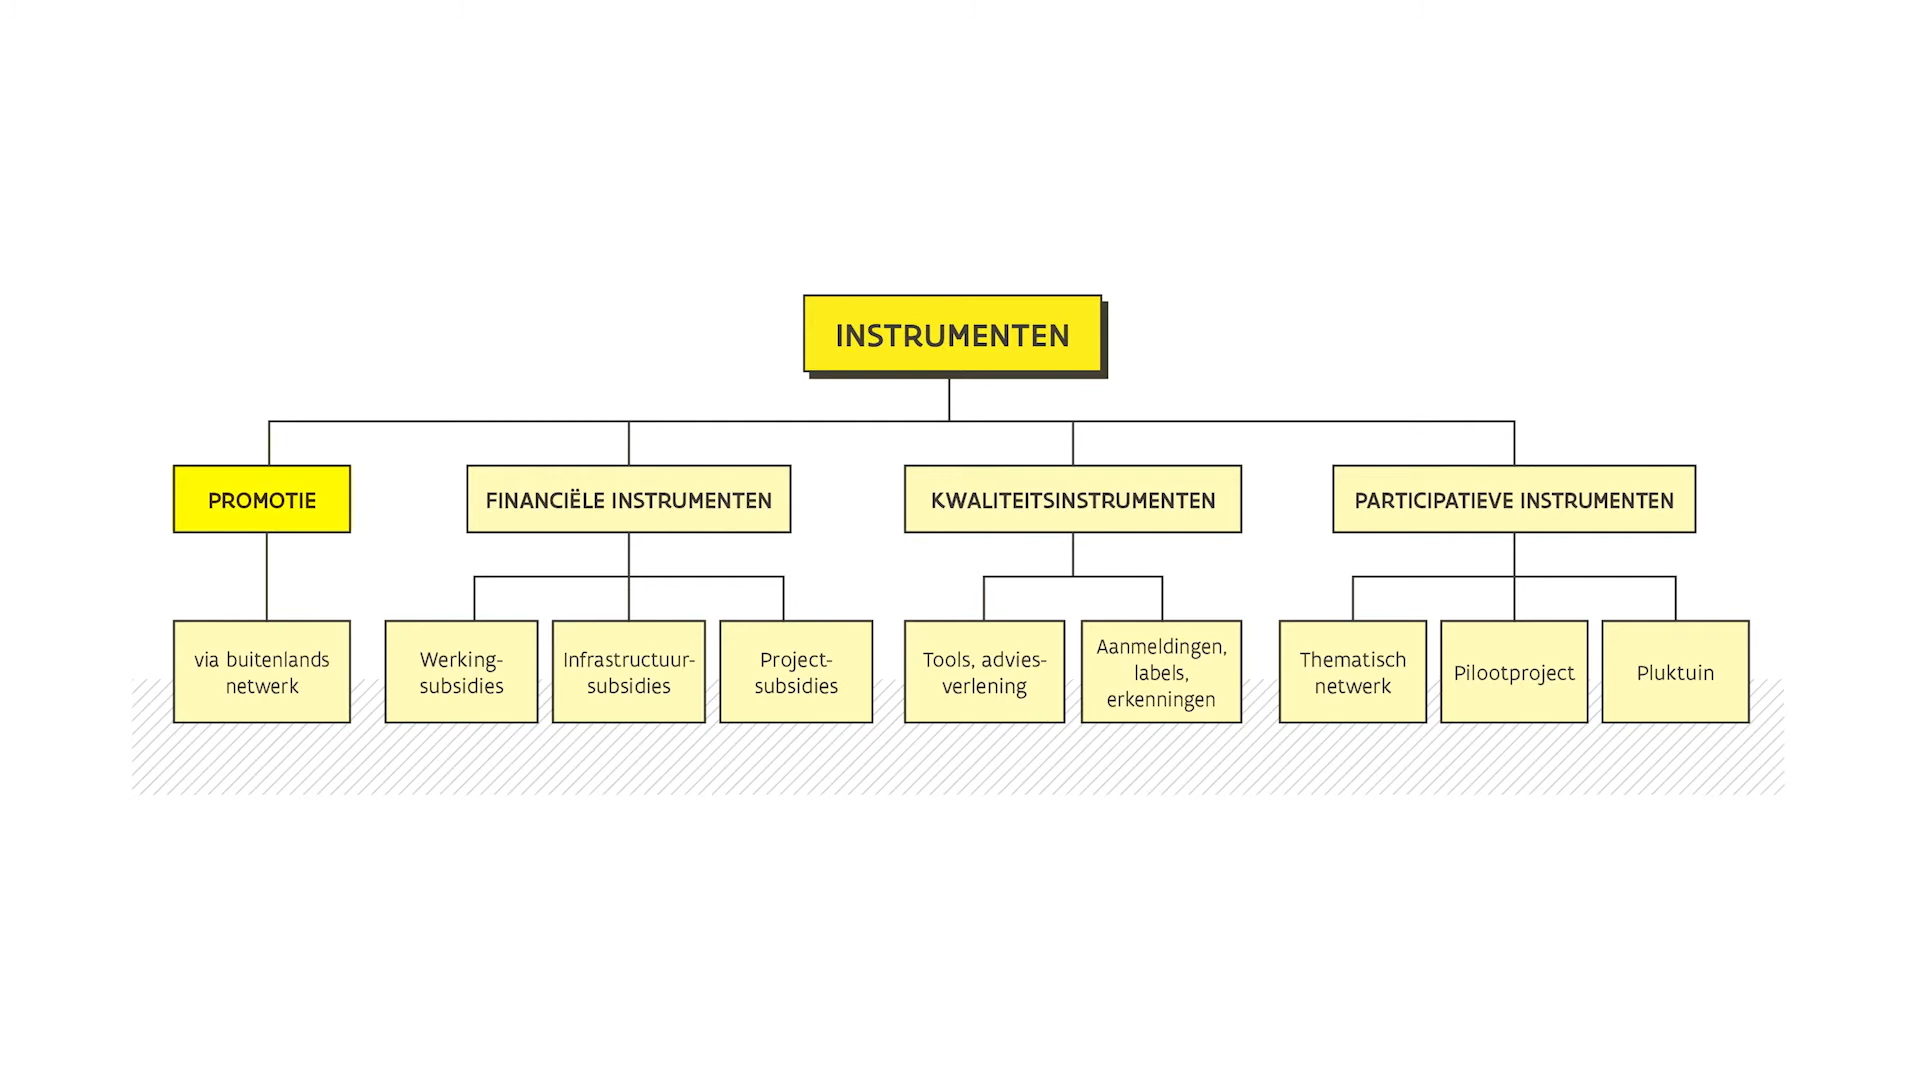 INSTRUMENTEN
PROMOTIE
FINANCIËLE INSTRUMENTEN
KWALITEITSINSTRUMENTEN
PARTICIPATIEVE INSTRUMENTEN
via buitenlands
netwerk
Werking-
subsidies
Infrastructuur-
subsidies
Project-
subsidies
Tools, advies-
verlening
Aanmeldingen,
labels,
erkenningen
Thematisch
netwerk
Pilootproject
Pluktuin